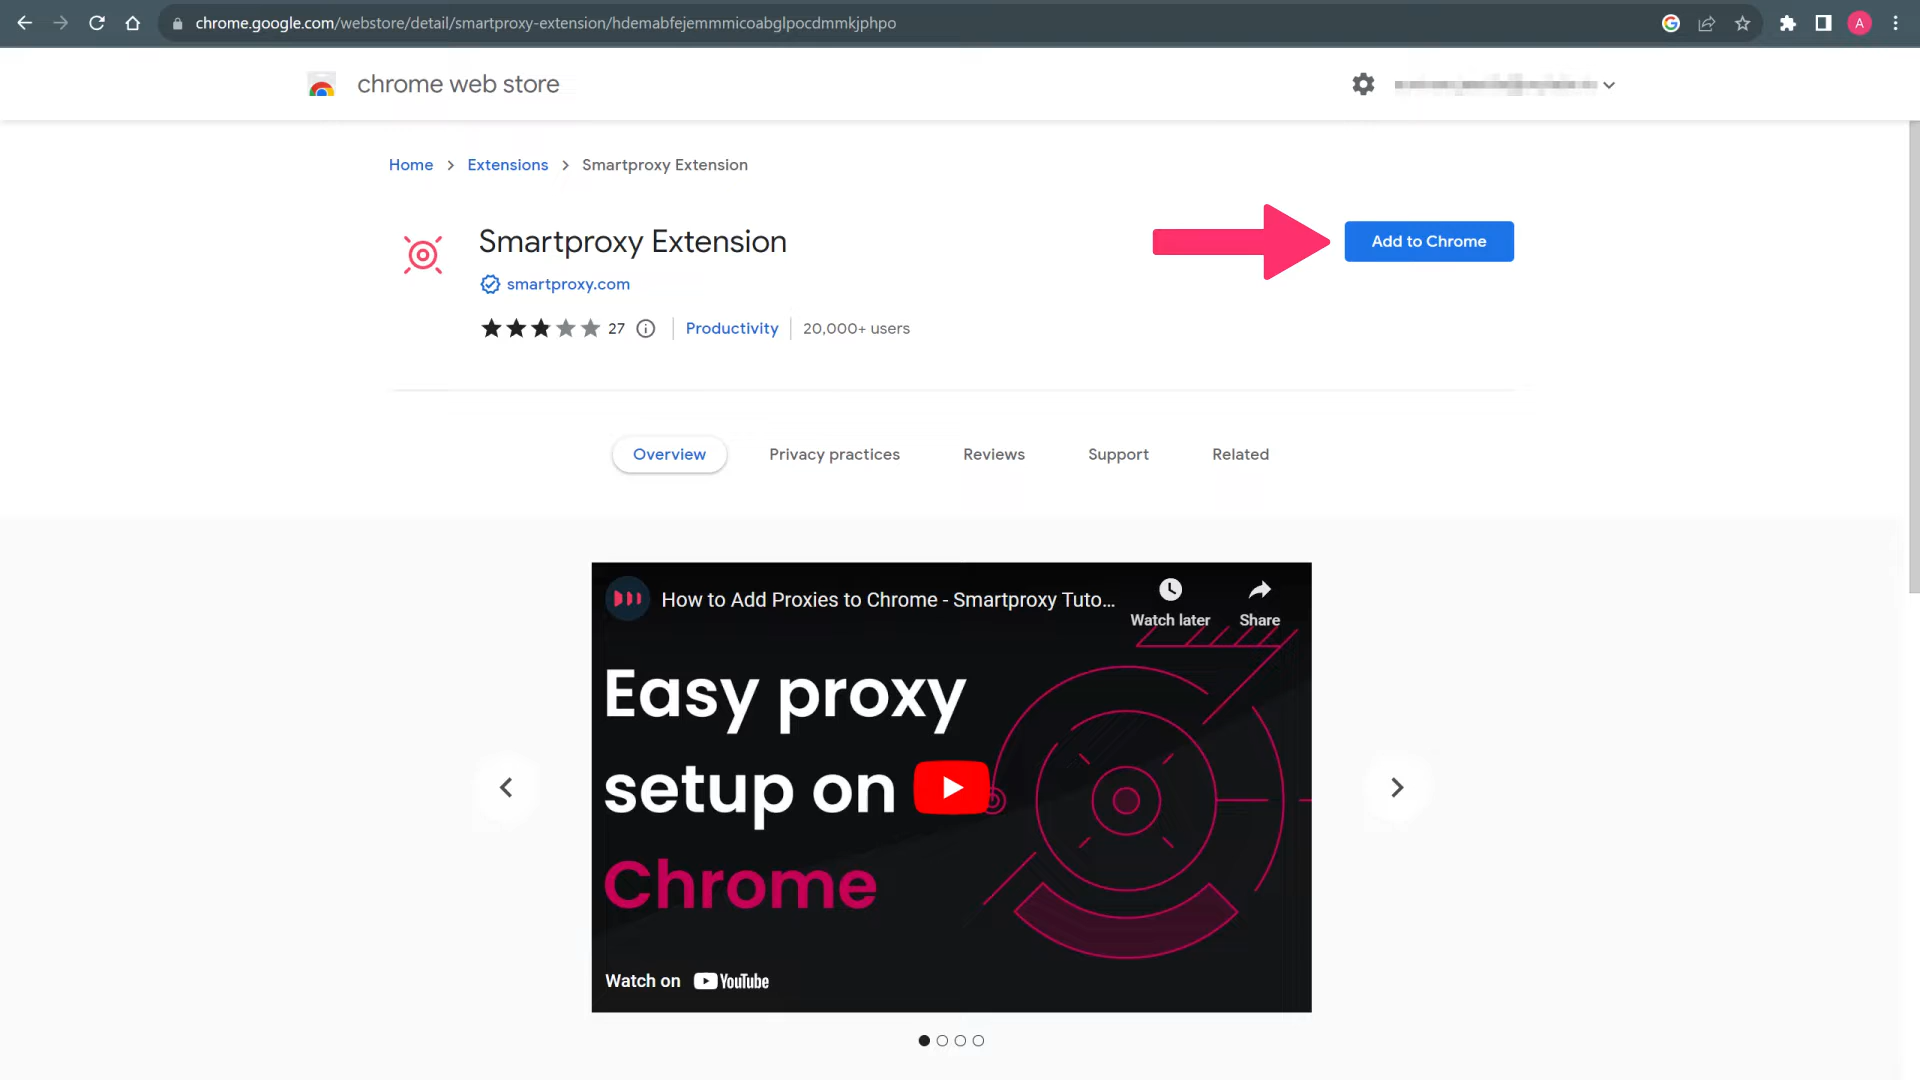 chrome.google.com/webstore/detail/smartproxy-extension/hdemabfejemmmicoabglpocdmmkjphpo
A
chrome web store
Home > Extensions > Smartproxy Extension
Smartproxy Extension
Add to Chrome
smartproxy.com
27
Productivity
20,000+ users
Overview
Privacy practices
Reviews
Support
Related
How to Add Proxies to Chrome - Smartproxy Tuto...
Watch later
Share
Easy proxy
setup on
Chrome
Watch on YouTube